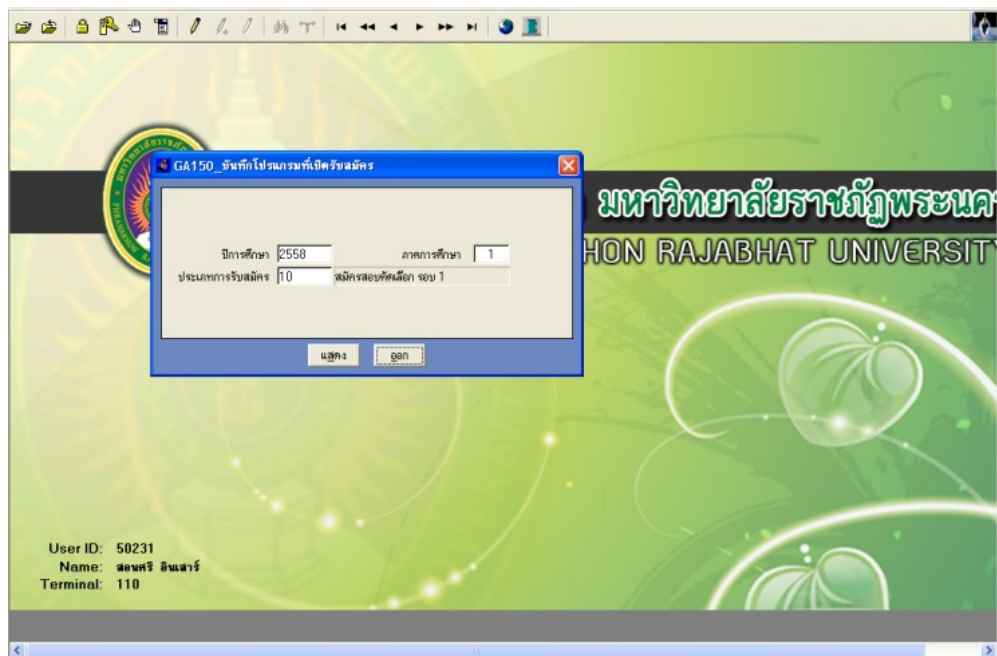 GA150_บันทึกโปรแกรมที่เปิดรับสมัคร
มหาวิทยาลัยราชภัฏพระนคร
HON RAJABHAT UNIVERSITY
ปีการศึกษา 2558 ภาคการศึกษา 1
ประเภทการรับสมัคร 10 สมัครสอบคัดเลือก รอบ 1
แสดง ออก
User ID: 50231
Name: สอนศรี อินเสาร์
Terminal: 110